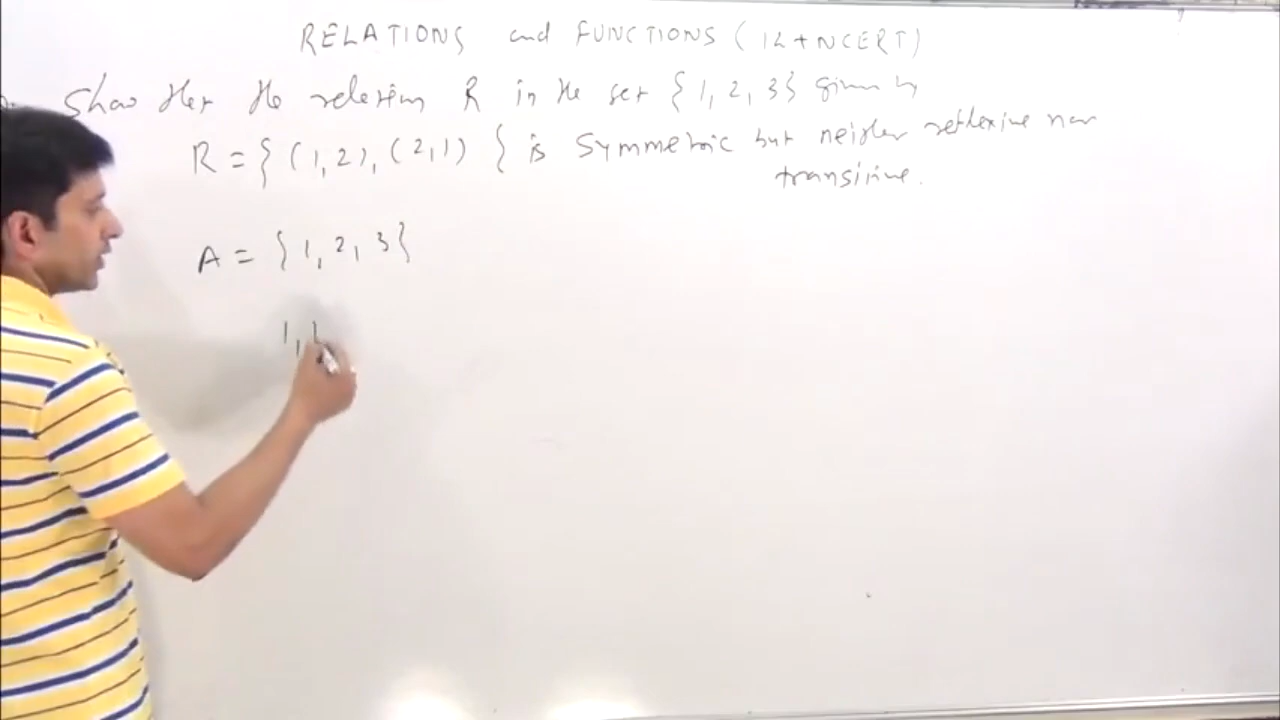 RELATIONS and FUNCTIONS (12th NCERT)
Show that the relation R in the set {1, 2, 3} given by
R = {(1,2), (2,1)} is Symmetric but neither reflexive nor
transitive.
A = {1, 2, 3}
1, 1